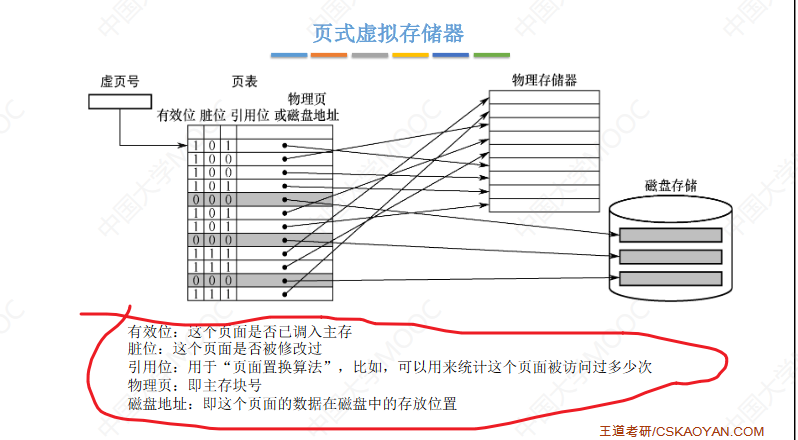 页式虚拟存储器
虚页号
页表
物理存储器
物理页
有效位 脏位 引用位 或磁盘地址
1 0 1
1 0 0
1 0 0
1 0 1
0 0 0
1 0 1
1 0 1
0 0 0
1 1 1
1 1 1
0 0 0
1 1 1
磁盘存储
有效位：这个页面是否已调入主存
脏位：这个页面是否被修改过
引用位：用于“页面置换算法”，比如，可以用来统计这个页面被访问过多少次
物理页：即主存块号
磁盘地址：即这个页面的数据在磁盘中的存放位置
王道考研/CSKAOYAN.COM
中国大学MOOC